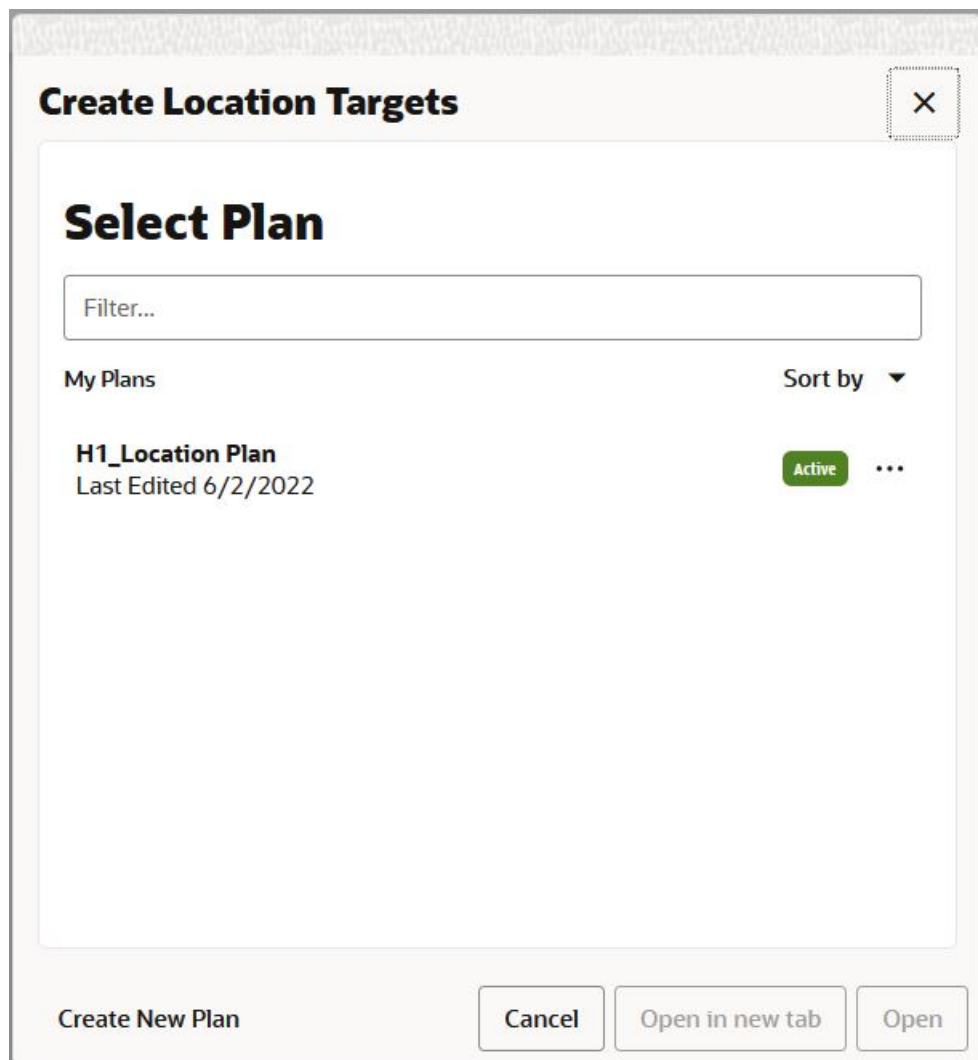 Create Location Targets
Select Plan
Filter...
My Plans Sort by
H1_Location Plan
Last Edited 6/2/2022
Active
Create New Plan Cancel Open in new tab Open